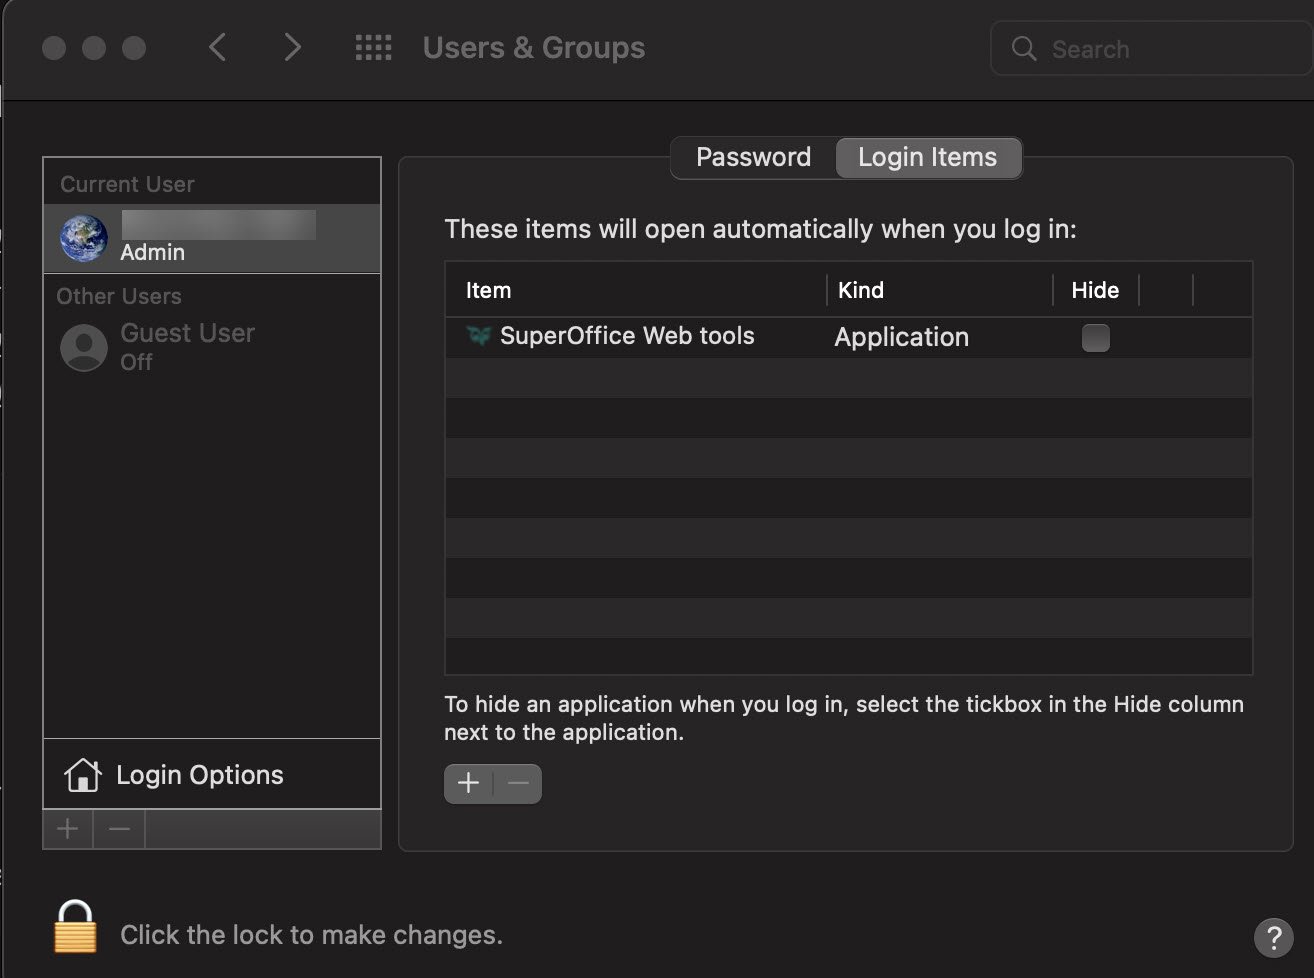 Users & Groups
Search
Current User
Admin
Other Users
Guest User
Off
Login Options
Password
Login Items
These items will open automatically when you log in:
Item
Kind
Hide
SuperOffice Web tools
Application
To hide an application when you log in, select the tickbox in the Hide column
next to the application.
Click the lock to make changes.
?